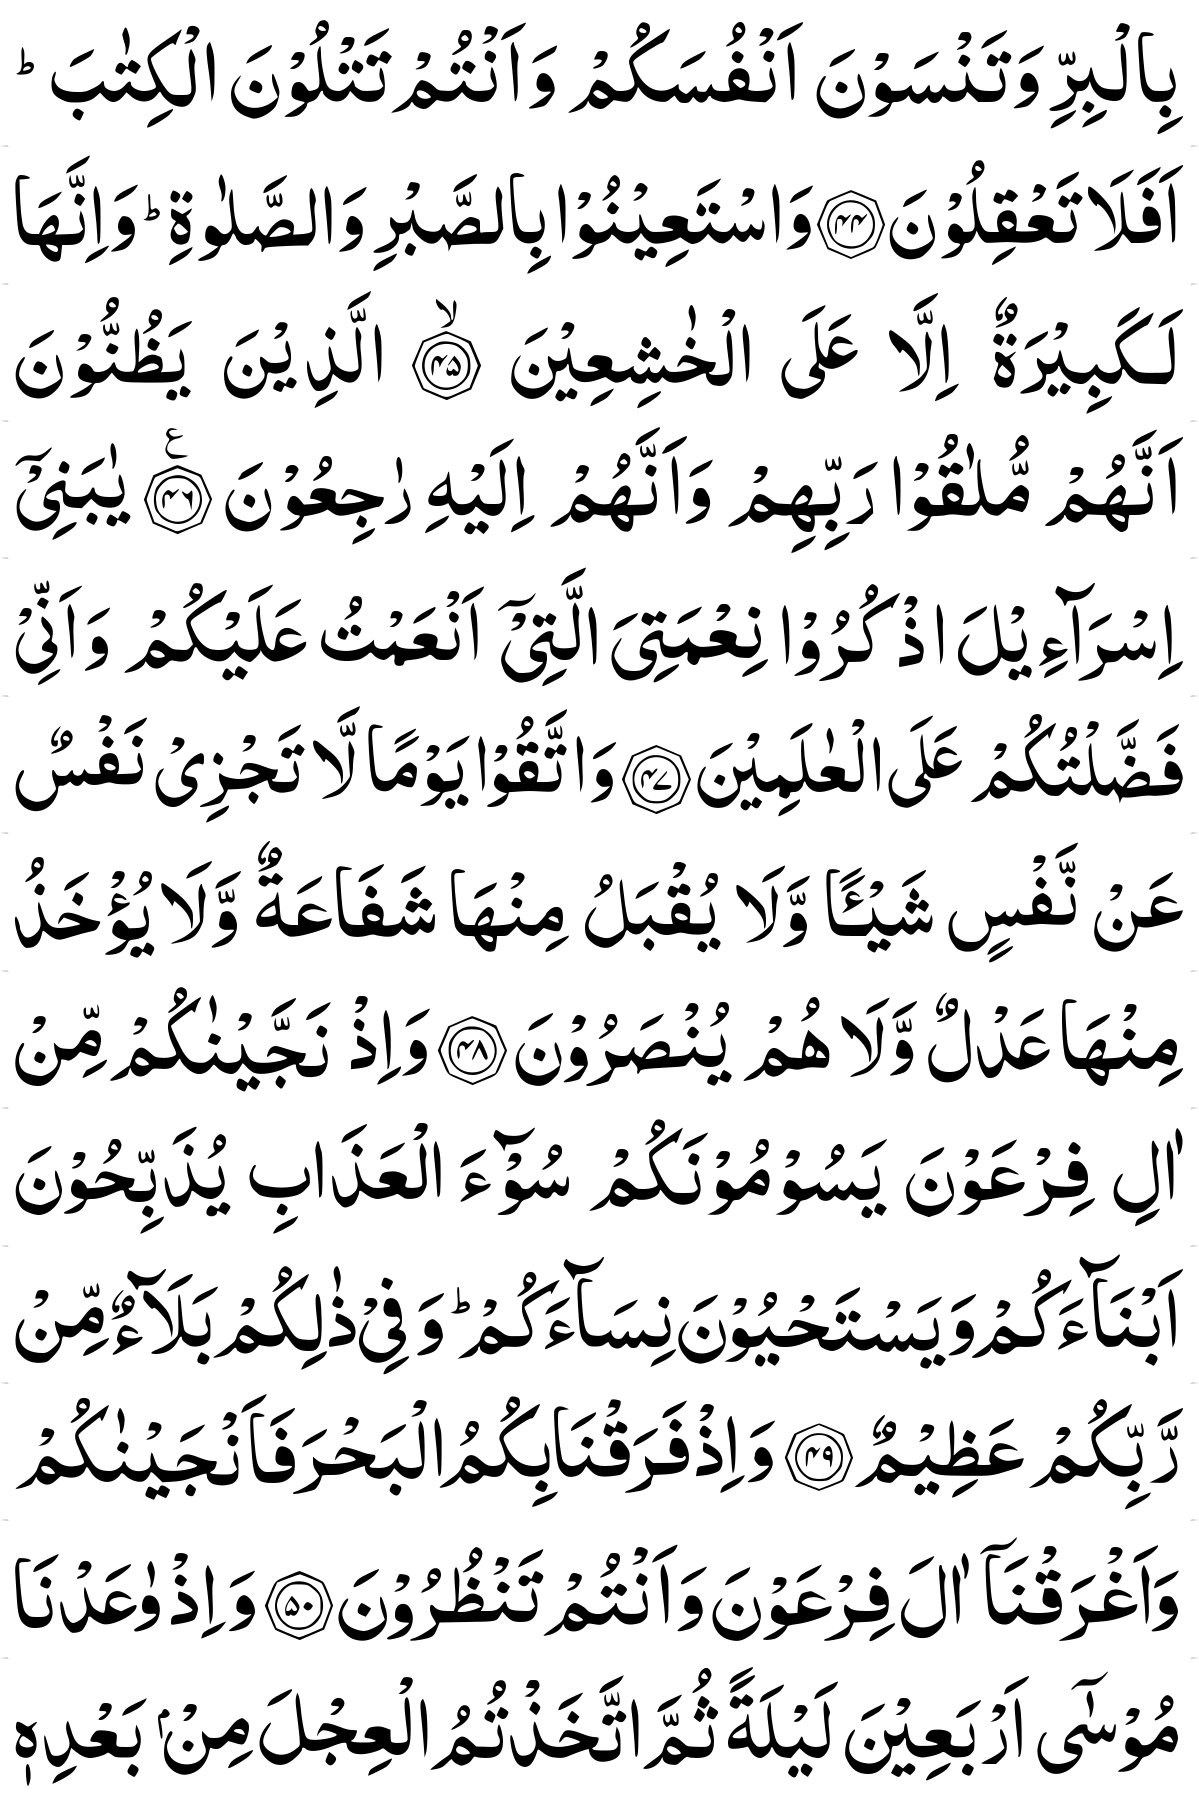 بِالْبِرِّ وَتَنْسَوْنَ اَنْفُسَكُمْ وَاَنْتُمْ تَتْلُوْنَ الْكِتٰبَ ؕ
اَفَلَا تَعْقِلُوْنَ ۝۴۴ وَاسْتَعِيْنُوْا بِالصَّبْرِ وَالصَّلٰوةِ ؕ وَاِنَّهَا
لَكَبِيْرَةٌ اِلَّا عَلَى الْخٰشِعِيْنَ ۝۴۵ ۙ الَّذِيْنَ يَظُنُّوْنَ
اَنَّهُمْ مُّلٰقُوْا رَبِّهِمْ وَاَنَّهُمْ اِلَيْهِ رٰجِعُوْنَ ۝۴۶ ع يٰبَنِيْٓ
اِسْرَآءِيْلَ اذْكُرُوْا نِعْمَتِيَ الَّتِيْٓ اَنْعَمْتُ عَلَيْكُمْ وَاَنِّيْ
فَضَّلْتُكُمْ عَلَى الْعٰلَمِيْنَ ۝۴۷ وَاتَّقُوْا يَوْمًا لَّا تَجْزِيْ نَفْسٌ
عَنْ نَّفْسٍ شَيْـًٔا وَّلَا يُقْبَلُ مِنْهَا شَفَاعَةٌ وَّلَا يُؤْخَذُ
مِنْهَا عَدْلٌ وَّلَا هُمْ يُنْصَرُوْنَ ۝۴۸ وَاِذْ نَجَّيْنٰكُمْ مِّنْ
اٰلِ فِرْعَوْنَ يَسُوْمُوْنَكُمْ سُوْٓءَ الْعَذَابِ يُذَبِّحُوْنَ
اَبْنَآءَكُمْ وَيَسْتَحْيُوْنَ نِسَآءَكُمْ ؕ وَفِيْ ذٰلِكُمْ بَلَآءٌ مِّنْ
رَّبِّكُمْ عَظِيْمٌ ۝۴۹ وَاِذْ فَرَقْنَا بِكُمُ الْبَحْرَ فَاَنْجَيْنٰكُمْ
وَاَغْرَقْنَآ اٰلَ فِرْعَوْنَ وَاَنْتُمْ تَنْظُرُوْنَ ۝۵۰ وَاِذْ وٰعَدْنَا
مُوْسٰٓى اَرْبَعِيْنَ لَيْلَةً ثُمَّ اتَّخَذْتُمُ الْعِجْلَ مِنْۢ بَعْدِهٖ